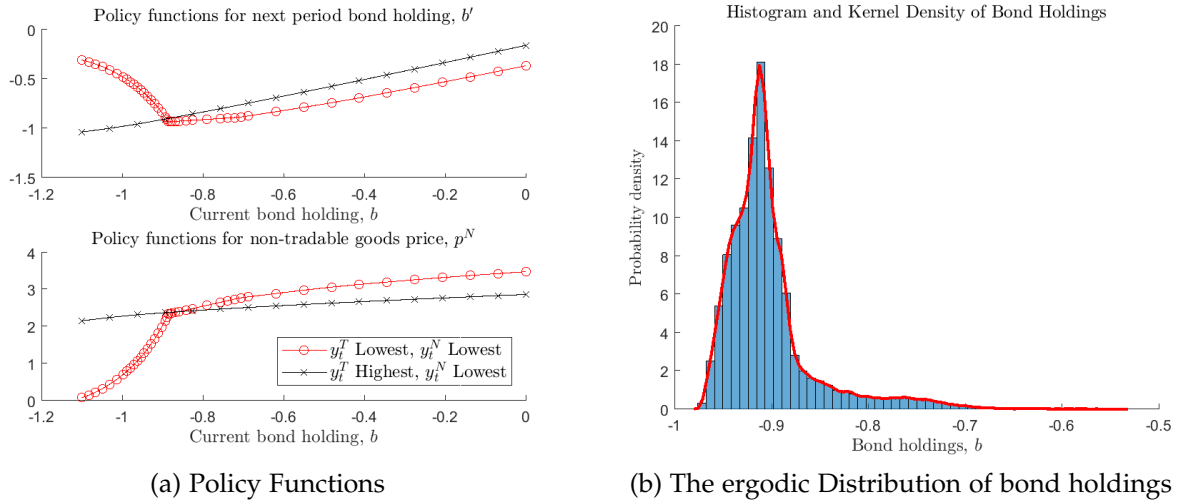 Policy functions for next period bond holding, b′
0
-0.5
-1
-1.5
-1.2 -1 -0.8 -0.6 -0.4 -0.2 0
Current bond holding, b
Policy functions for non-tradable goods price, p^N
4
3
2
1
0
y_t^T Lowest, y_t^N Lowest
y_t^T Highest, y_t^N Lowest
-1.2 -1 -0.8 -0.6 -0.4 -0.2 0
Current bond holding, b
(a) Policy Functions
Histogram and Kernel Density of Bond Holdings
20
18
16
14
12
10
8
6
4
2
0
Probability density
-1 -0.9 -0.8 -0.7 -0.6 -0.5
Bond holdings, b
(b) The ergodic Distribution of bond holdings